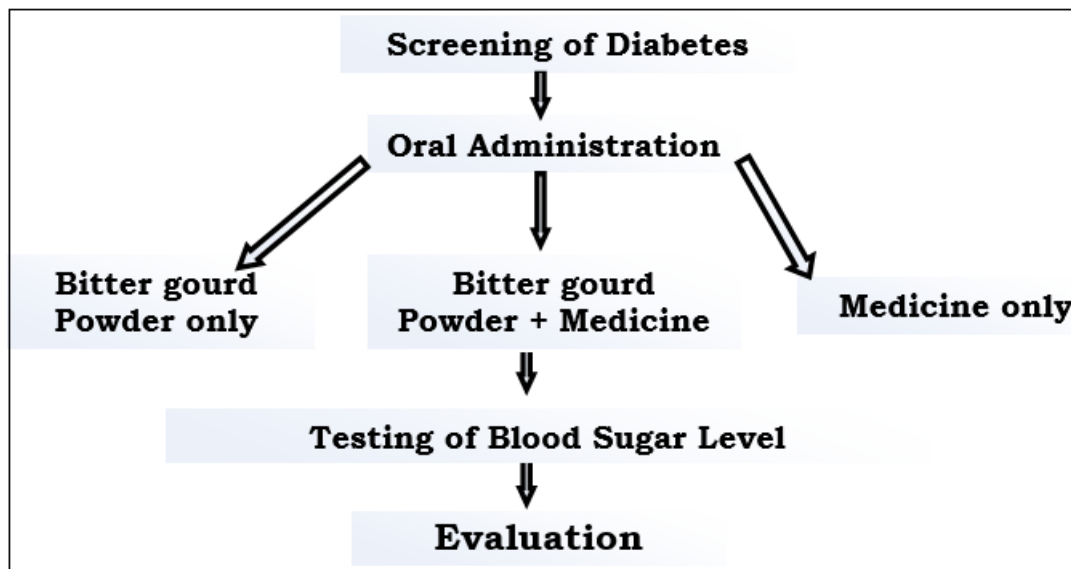 Screening of Diabetes
Oral Administration
Bitter gourd
Powder only
Bitter gourd
Powder + Medicine
Medicine only
Testing of Blood Sugar Level
Evaluation